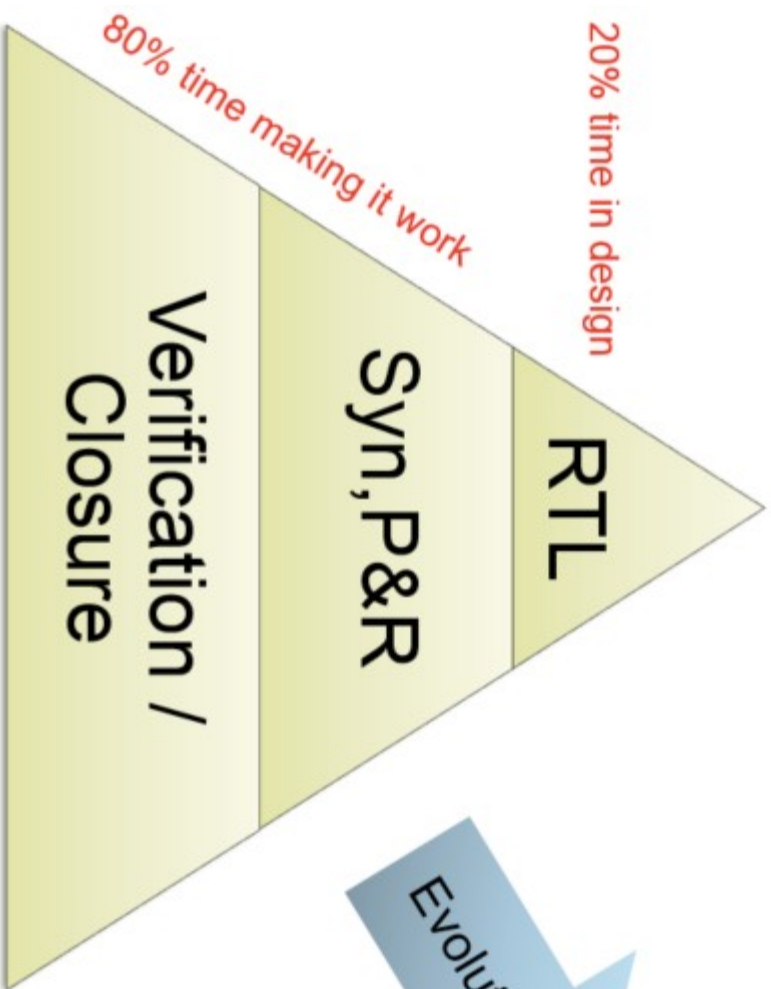 20% time in design
80% time making it work
RTL
Syn,P&R
Verification /
Closure